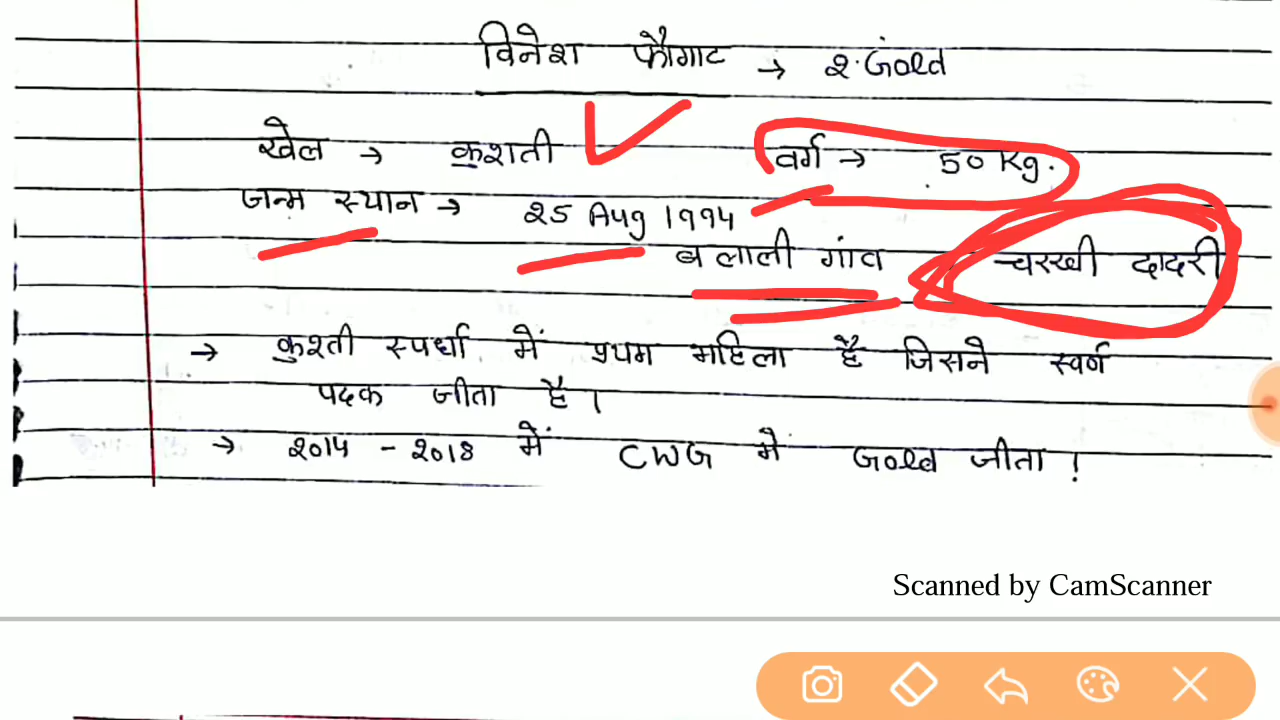 विनेश फौगाट → 2. Gold
खेल → कुशती वर्ग → 50 Kg.
जन्म स्थान → 25 Aug 1994
बलाली गांव चरखी दादरी
→ कुश्ती स्पर्धा में प्रथम महिला है जिसने स्वर्ण
पदक जीता है।
→ 2014 - 2018 में CWG में Gold जीता !
Scanned by CamScanner